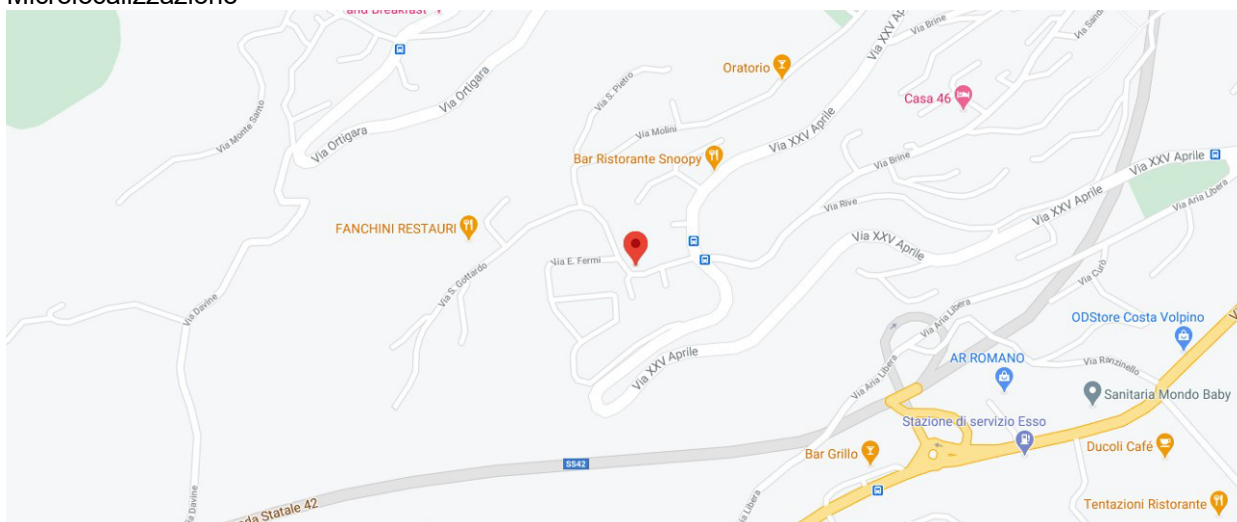 Microlocalizzazione
and Breakfast
Via XXV Aprile
Via Brine
Via Sandri
Oratorio
Via Ortigara
Via S. Pietro
Casa 46
Via Monte Santo
Via Ortigara
Via Molini
Via XXV Aprile
Bar Ristorante Snoopy
Via Brine
Via XXV Aprile
Via Aria Libera
Via Rive
Via XXV Aprile
FANCHINI RESTAURI
Via XXV Aprile
Via E. Fermi
Via S. Gottardo
Via Curò
Via Davine
Via Aria Libera
ODStore Costa Volpino
Via XXV Aprile
AR ROMANO
Via Ranzinello
Via Aria Libera
Sanitaria Mondo Baby
Stazione di servizio Esso
Bar Grillo
Ducoli Café
SS42
Via Davine
da Statale 42
Libera
Tentazioni Ristorante